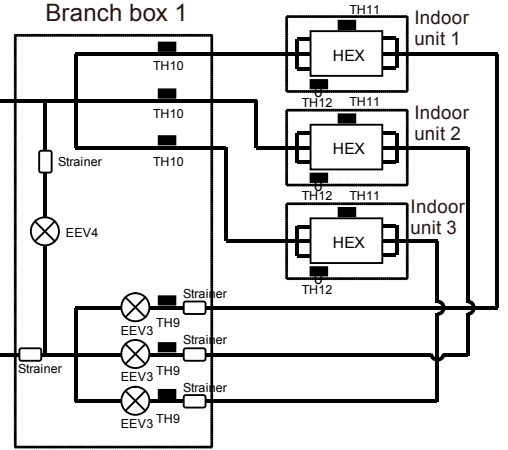 Branch box 1
TH11
Indoor
unit 1
HEX
TH10
TH12
TH11
Indoor
unit 2
TH10
HEX
Strainer
TH10
TH12
TH11
Indoor
unit 3
EEV4
HEX
TH12
Strainer
EEV3
TH9
Strainer
Strainer
EEV3
TH9
Strainer
EEV3
TH9